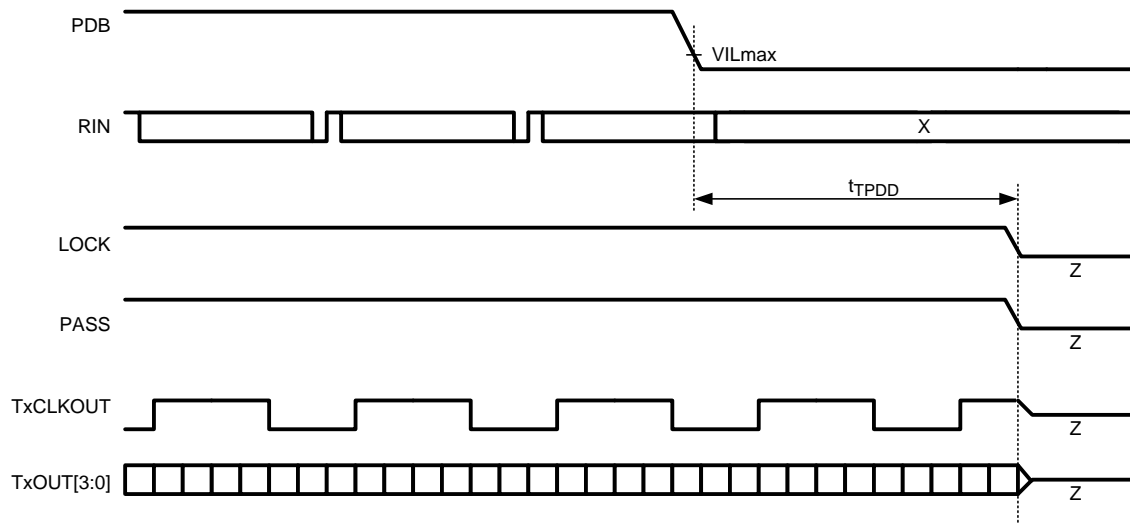 PDB
VILmax
RIN
X
tTPDD
LOCK
Z
PASS
Z
TxCLKOUT
Z
TxOUT[3:0]
Z